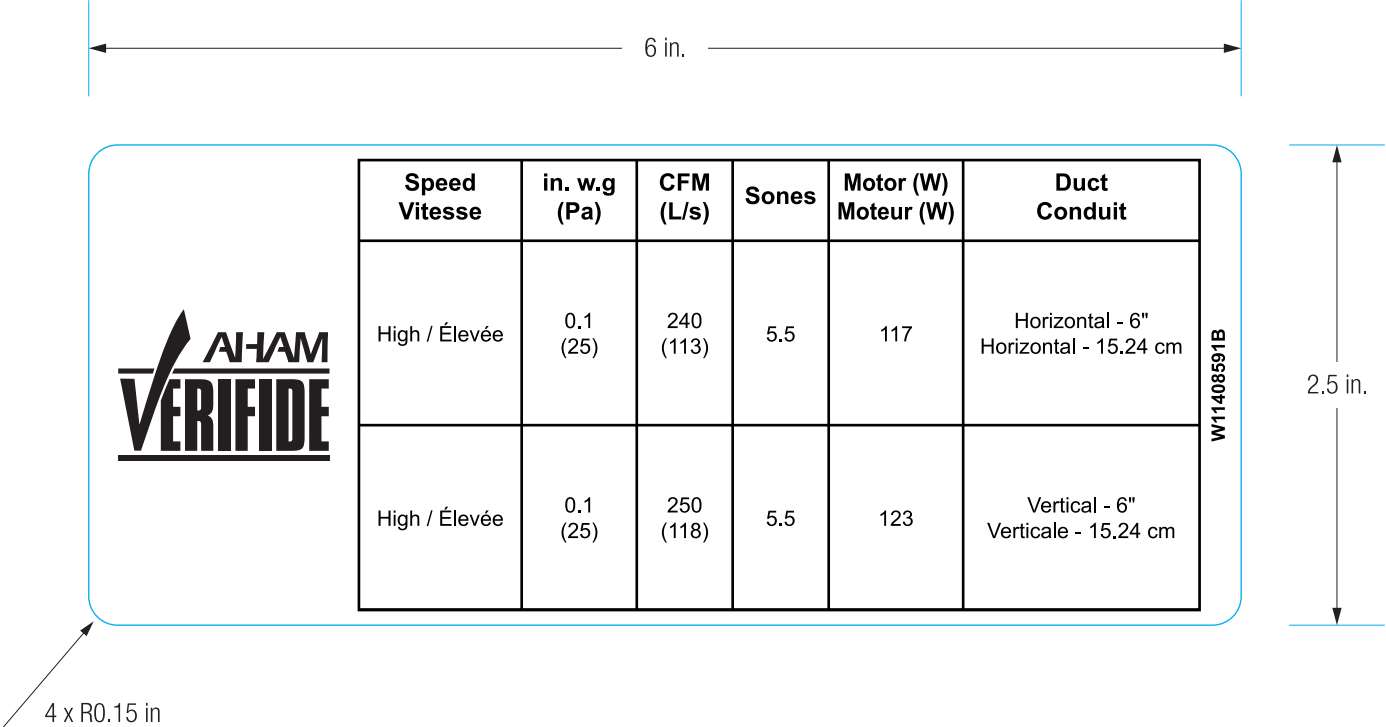 6 in.
Speed
Vitesse
in. w.g
(Pa)
CFM
(L/s)
Sones
Motor (W)
Moteur (W)
Duct
Conduit
High / Élevée
0.1
(25)
240
(113)
5.5
117
Horizontal - 6"
Horizontal - 15.24 cm
High / Élevée
0.1
(25)
250
(118)
5.5
123
Vertical - 6"
Verticale - 15.24 cm
AHAM
VERIFIDE
W11408591B
2.5 in.
4 x R0.15 in